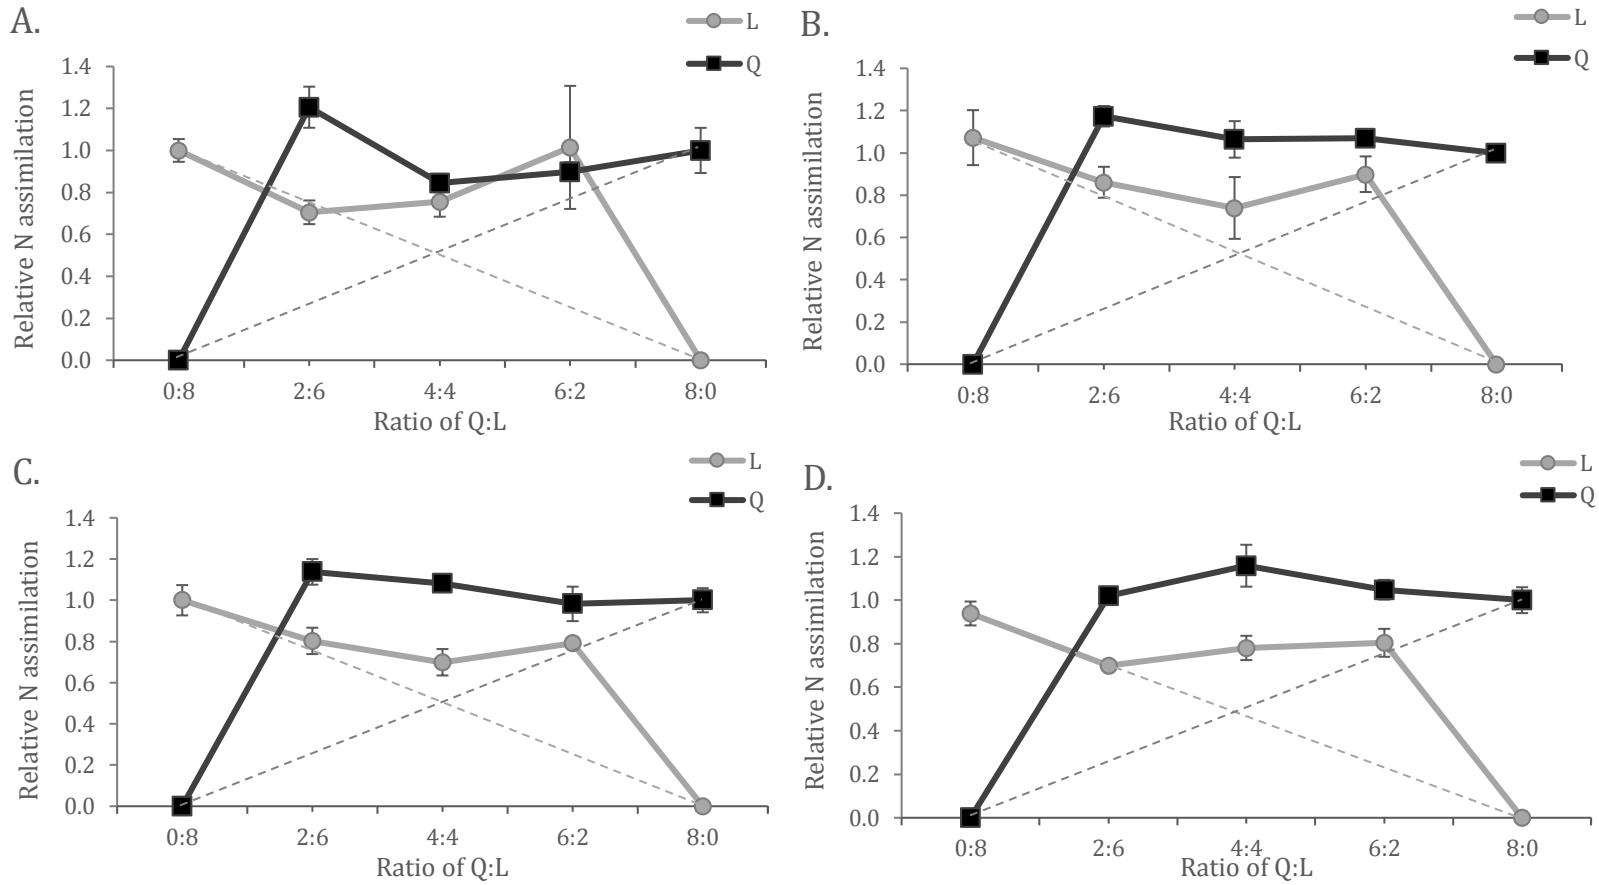 A.
L
Q
1.4
1.2
1.0
0.8
0.6
0.4
0.2
0.0
Relative N assimilation
0:8 2:6 4:4 6:2 8:0
Ratio of Q:L
B.
L
Q
1.4
1.2
1.0
0.8
0.6
0.4
0.2
0.0
Relative N assimilation
0:8 2:6 4:4 6:2 8:0
Ratio of Q:L
C.
L
Q
1.4
1.2
1.0
0.8
0.6
0.4
0.2
0.0
Relative N assimilation
0:8 2:6 4:4 6:2 8:0
Ratio of Q:L
D.
L
Q
1.4
1.2
1.0
0.8
0.6
0.4
0.2
0.0
Relative N assimilation
0:8 2:6 4:4 6:2 8:0
Ratio of Q:L